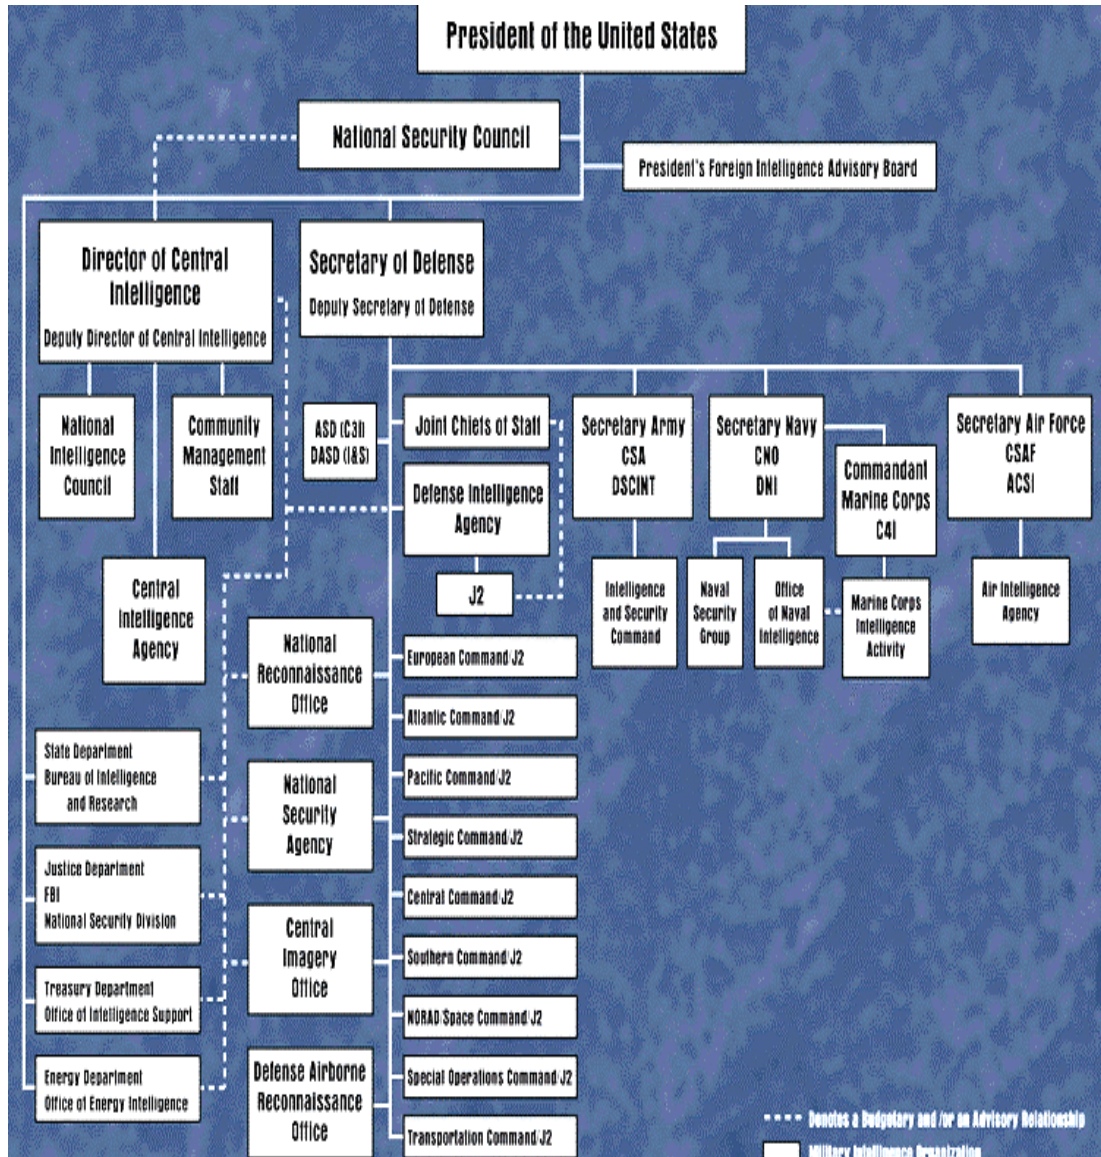 President of the United States
National Security Council
President's Foreign Intelligence Advisory Board
Director of Central
Intelligence
Deputy Director of Central Intelligence
Secretary of Defense
Deputy Secretary of Defense
National
Intelligence
Council
Community
Management
Staff
Central
Intelligence
Agency
ASD (C3I)
DASD (I&S)
Joint Chiefs of Staff
Defense Intelligence
Agency
J2
Secretary Army
CSA
DSCINT
Secretary Navy
CNO
DNI
Commandant
Marine Corps
C4I
Secretary Air Force
CSAF
ACSI
Intelligence
and Security
Command
Naval
Security
Group
Office
of Naval
Intelligence
Marine Corps
Intelligence
Activity
Air Intelligence
Agency
National
Reconnaissance
Office
National
Security
Agency
Central
Imagery
Office
Defense Airborne
Reconnaissance
Office
European Command/J2
Atlantic Command/J2
Pacific Command/J2
Strategic Command/J2
Central Command/J2
Southern Command/J2
NORAD/Space Command/J2
Special Operations Command/J2
Transportation Command/J2
State Department
Bureau of Intelligence
and Research
Justice Department
FBI
National Security Division
Treasury Department
Office of Intelligence Support
Energy Department
Office of Energy Intelligence
Denotes a Budgetary and /or an Advisory Relationship
Military Intelligence Organization